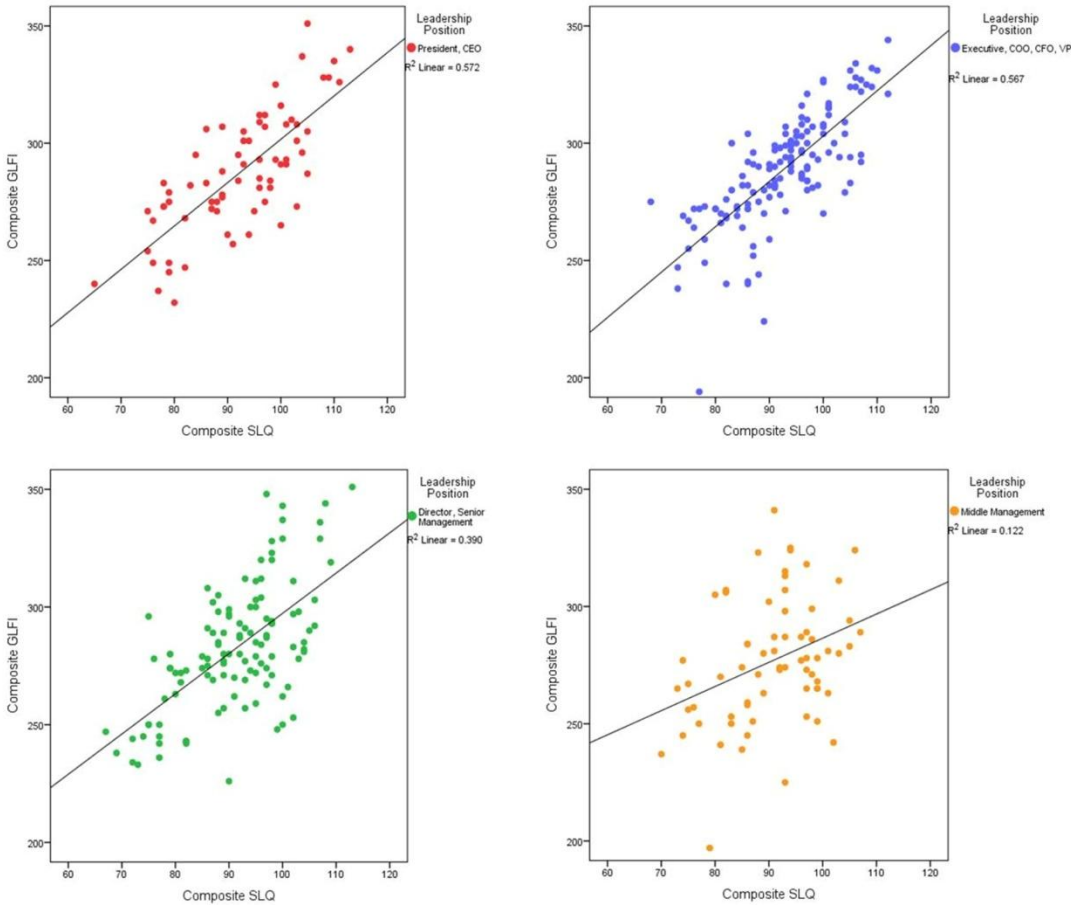 Leadership
Position
President, CEO
R2 Linear = 0.572
350
300
250
200
Composite GLFI
60 70 80 90 100 110 120
Composite SLQ
Leadership
Position
Executive, COO, CFO, VP
R2 Linear = 0.567
350
300
250
200
Composite GLFI
60 70 80 90 100 110 120
Composite SLQ
Leadership
Position
Director, Senior
Management
R2 Linear = 0.390
350
300
250
200
Composite GLFI
60 70 80 90 100 110 120
Composite SLQ
Leadership
Position
Middle Management
R2 Linear = 0.122
350
300
250
200
Composite GLFI
60 70 80 90 100 110 120
Composite SLQ